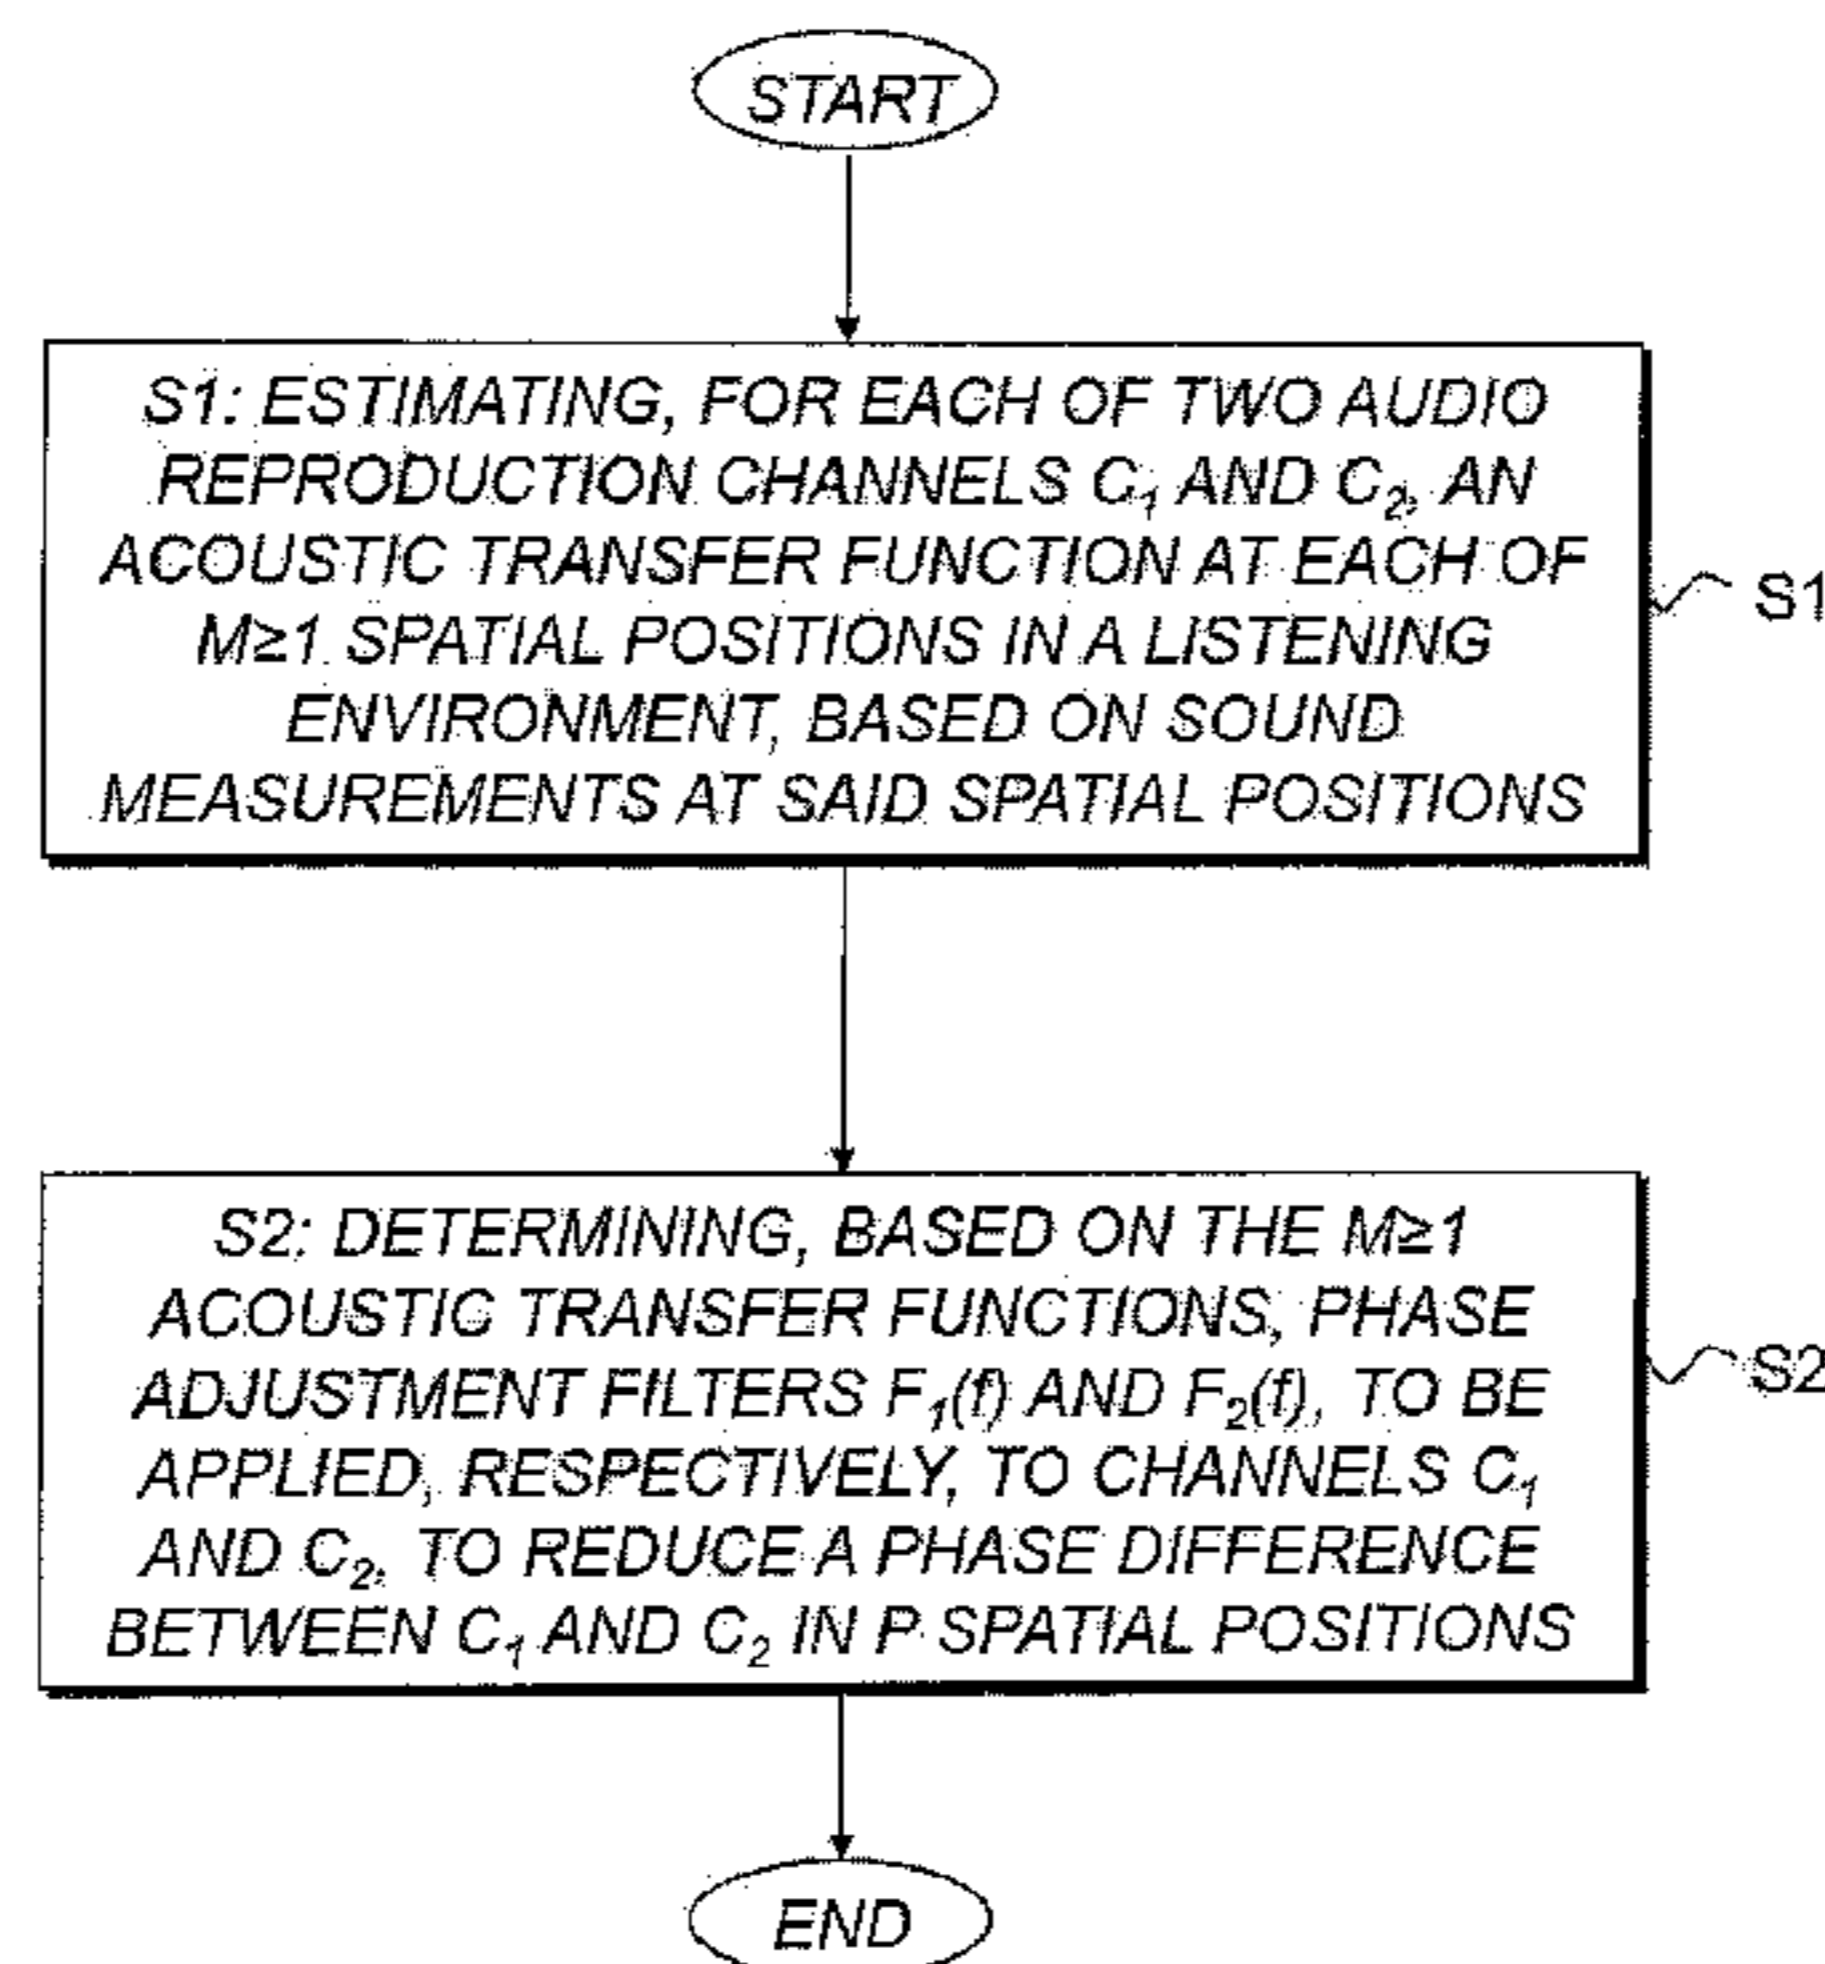 START
S1: ESTIMATING, FOR EACH OF TWO AUDIO
REPRODUCTION CHANNELS C₁ AND C₂, AN
ACOUSTIC TRANSFER FUNCTION AT EACH OF
M≥1 SPATIAL POSITIONS IN A LISTENING
ENVIRONMENT, BASED ON SOUND
MEASUREMENTS AT SAID SPATIAL POSITIONS
S1
S2: DETERMINING, BASED ON THE M≥1
ACOUSTIC TRANSFER FUNCTIONS, PHASE
ADJUSTMENT FILTERS F₁(f) AND F₂(f), TO BE
APPLIED, RESPECTIVELY, TO CHANNELS C₁
AND C₂, TO REDUCE A PHASE DIFFERENCE
BETWEEN C₁ AND C₂ IN P SPATIAL POSITIONS
S2
END